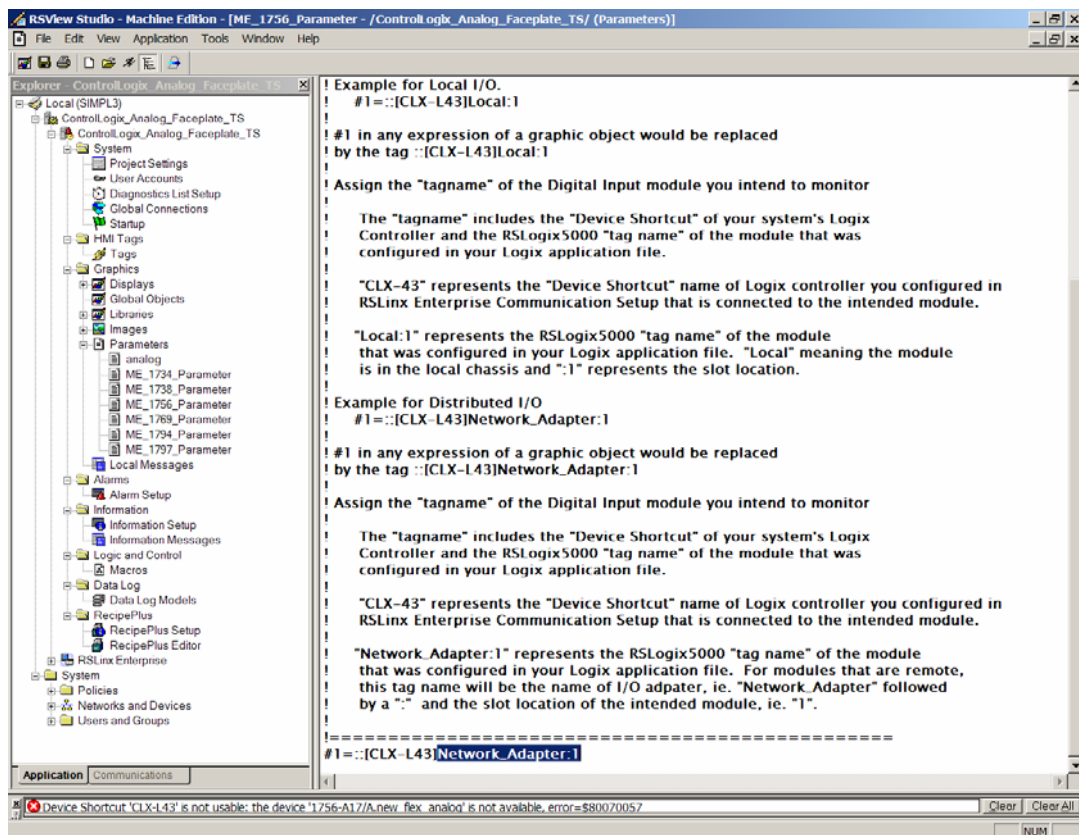 RSView Studio - Machine Edition - [ME_1756_Parameter - /ControlLogix_Analog_Faceplate_TS/ (Parameters)]
File Edit View Application Tools Window Help
Explorer - ControlLogix_Analog_Faceplate_TS
Local (SIMPL3)
ControlLogix_Analog_Faceplate_TS
ControlLogix_Analog_Faceplate_TS
System
Project Settings
User Accounts
Diagnostics List Setup
Global Connections
Startup
HMI Tags
Tags
Graphics
Displays
Global Objects
Libraries
Images
Parameters
analog
ME_1734_Parameter
ME_1738_Parameter
ME_1756_Parameter
ME_1769_Parameter
ME_1794_Parameter
ME_1797_Parameter
Local Messages
Alarms
Alarm Setup
Information
Information Setup
Information Messages
Logic and Control
Macros
Data Log
Data Log Models
RecipePlus
RecipePlus Setup
RecipePlus Editor
RSLinx Enterprise
System
Policies
Networks and Devices
Users and Groups
Application Communications
! Example for Local I/O.
! #1=::[CLX-L43]Local:1
!
! #1 in any expression of a graphic object would be replaced
! by the tag ::[CLX-L43]Local:1
!
! Assign the "tagname" of the Digital Input module you intend to monitor
!
! The "tagname" includes the "Device Shortcut" of your system's Logix
! Controller and the RSLogix5000 "tag name" of the module that was
! configured in your Logix application file.
!
! "CLX-43" represents the "Device Shortcut" name of Logix controller you configured in
! RSLinx Enterprise Communication Setup that is connected to the intended module.
!
! "Local:1" represents the RSLogix5000 "tag name" of the module
! that was configured in your Logix application file. "Local" meaning the module
! is in the local chassis and ":1" represents the slot location.
!
! Example for Distributed I/O
! #1=::[CLX-L43]Network_Adapter:1
!
! #1 in any expression of a graphic object would be replaced
! by the tag ::[CLX-L43]Network_Adapter:1
!
! Assign the "tagname" of the Digital Input module you intend to monitor
!
! The "tagname" includes the "Device Shortcut" of your system's Logix
! Controller and the RSLogix5000 "tag name" of the module that was
! configured in your Logix application file.
!
! "CLX-43" represents the "Device Shortcut" name of Logix controller you configured in
! RSLinx Enterprise Communication Setup that is connected to the intended module.
!
! "Network_Adapter:1" represents the RSLogix5000 "tag name" of the module
! that was configured in your Logix application file. For modules that are remote,
! this tag name will be the name of I/O adpater, ie. "Network_Adapter" followed
! by a ":" and the slot location of the intended module, ie. "1".
!
!================================================
#1=::[CLX-L43]Network_Adapter:1
Device Shortcut 'CLX-L43' is not usable: the device '1756-A17/A.new_flex_analog' is not available, error=$80070057
Clear Clear All
NUM